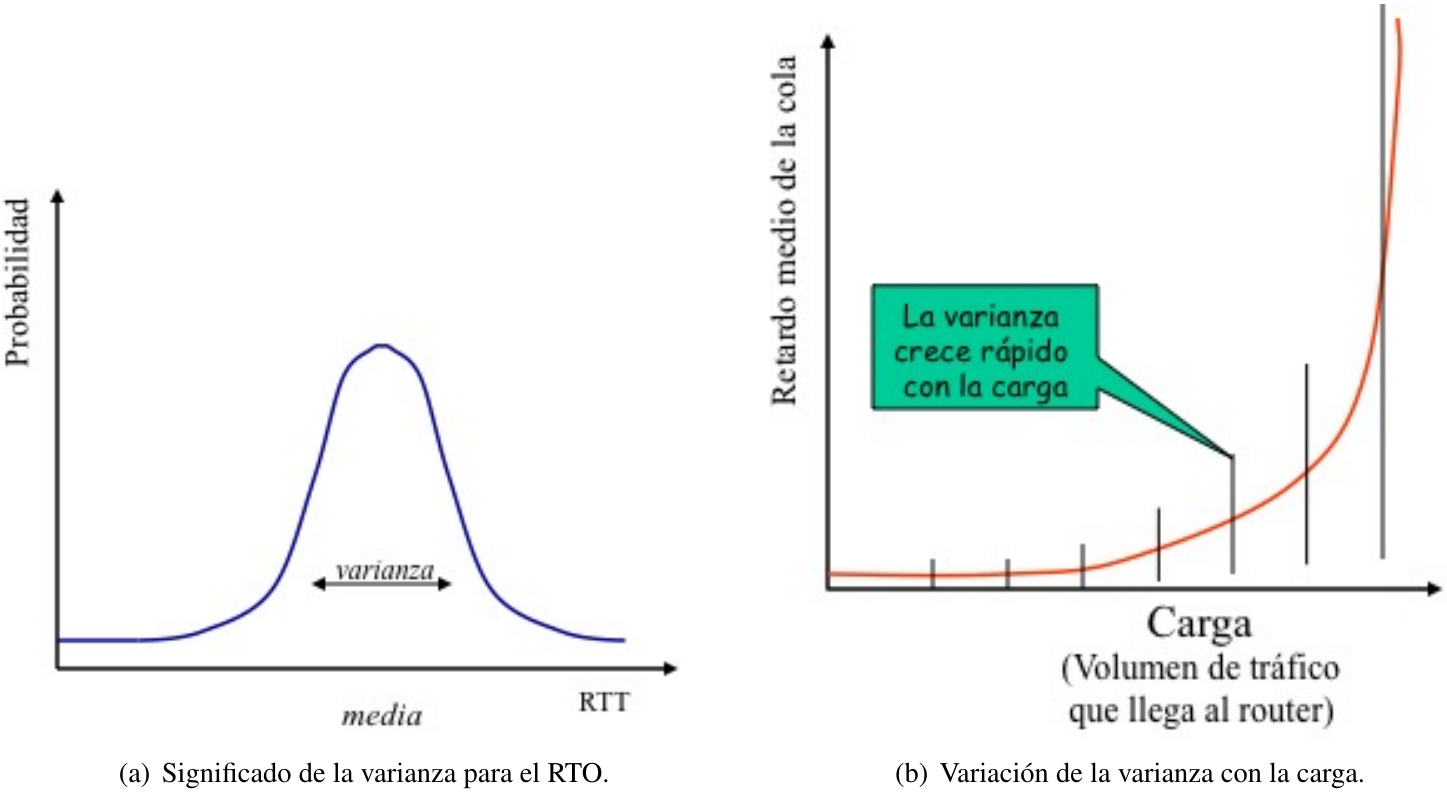 Probabilidad
varianza
media
RTT
(a) Significado de la varianza para el RTO.
Retardo medio de la cola
La varianza
crece rápido
con la carga
Carga
(Volumen de tráfico
que llega al router)
(b) Variación de la varianza con la carga.